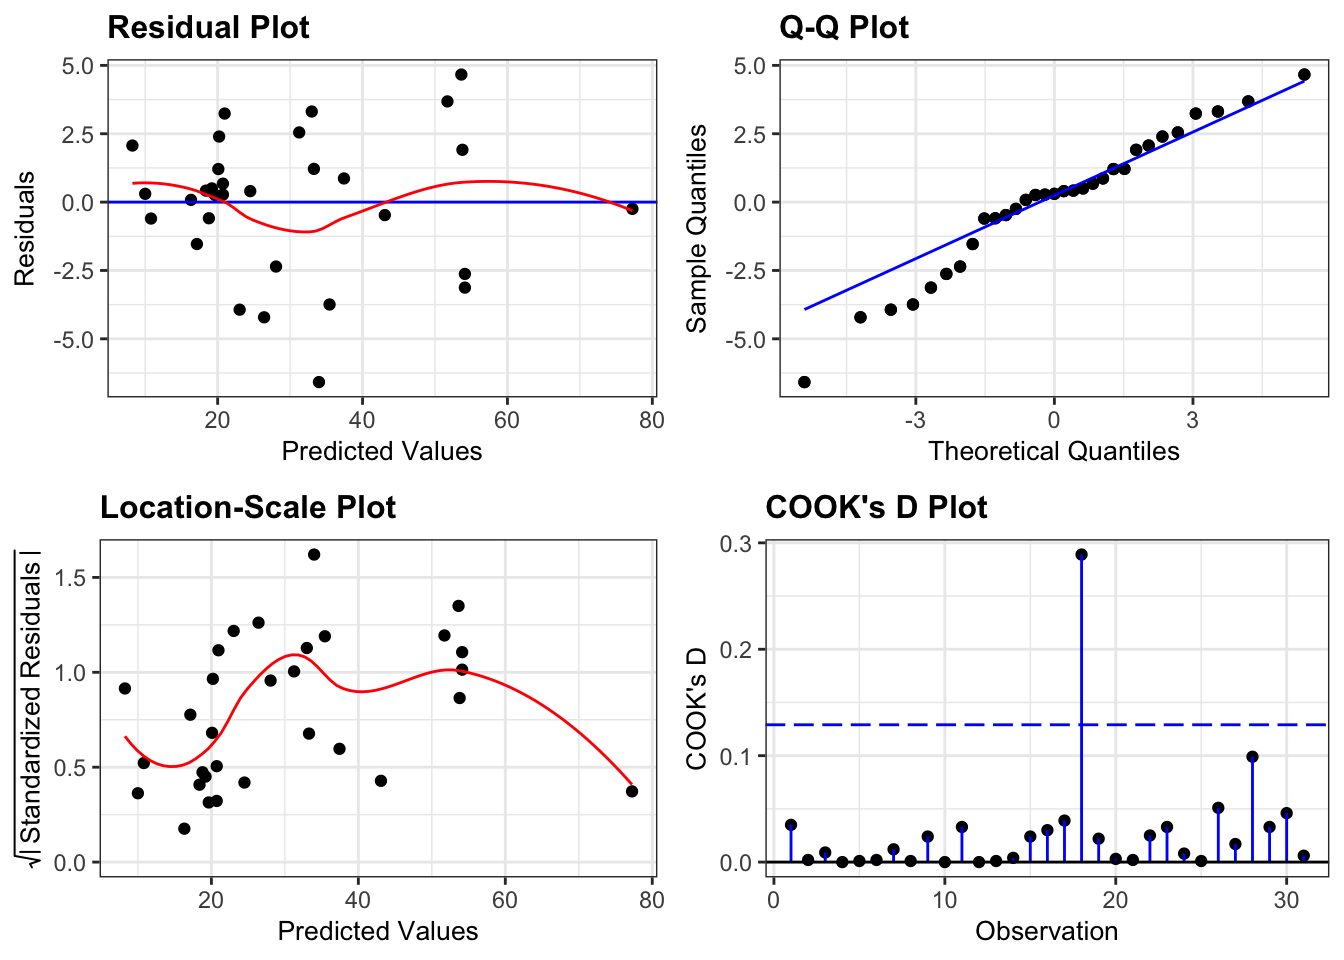 Residual Plot
5.0
2.5
0.0
-2.5
-5.0
Residuals
20 40 60 80
Predicted Values
Q-Q Plot
5.0
2.5
0.0
-2.5
-5.0
Sample Quantiles
-3 0 3
Theoretical Quantiles
Location-Scale Plot
1.5
1.0
0.5
0.0
√| Standardized Residuals |
20 40 60 80
Predicted Values
COOK's D Plot
0.3
0.2
0.1
0.0
COOK's D
0 10 20 30
Observation